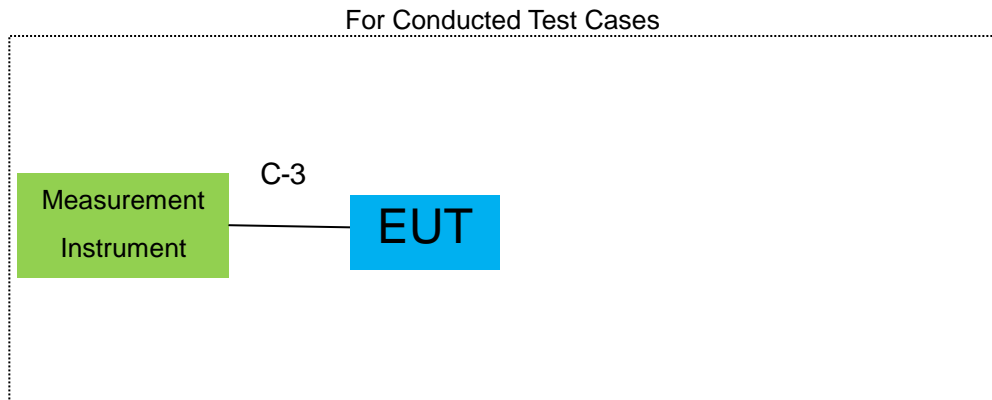 For Conducted Test Cases
C-3
Measurement
Instrument
EUT